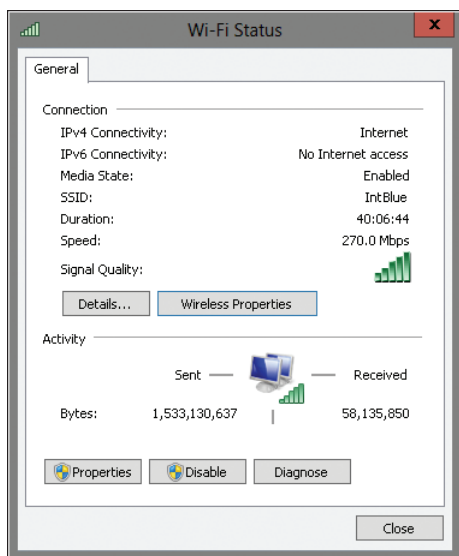 Wi-Fi Status
x
General
Connection
IPv4 Connectivity: Internet
IPv6 Connectivity: No Internet access
Media State: Enabled
SSID: IntBlue
Duration: 40:06:44
Speed: 270.0 Mbps
Signal Quality:
Details... Wireless Properties
Activity
Sent Received
Bytes: 1,533,130,637 58,135,850
Properties Disable Diagnose
Close